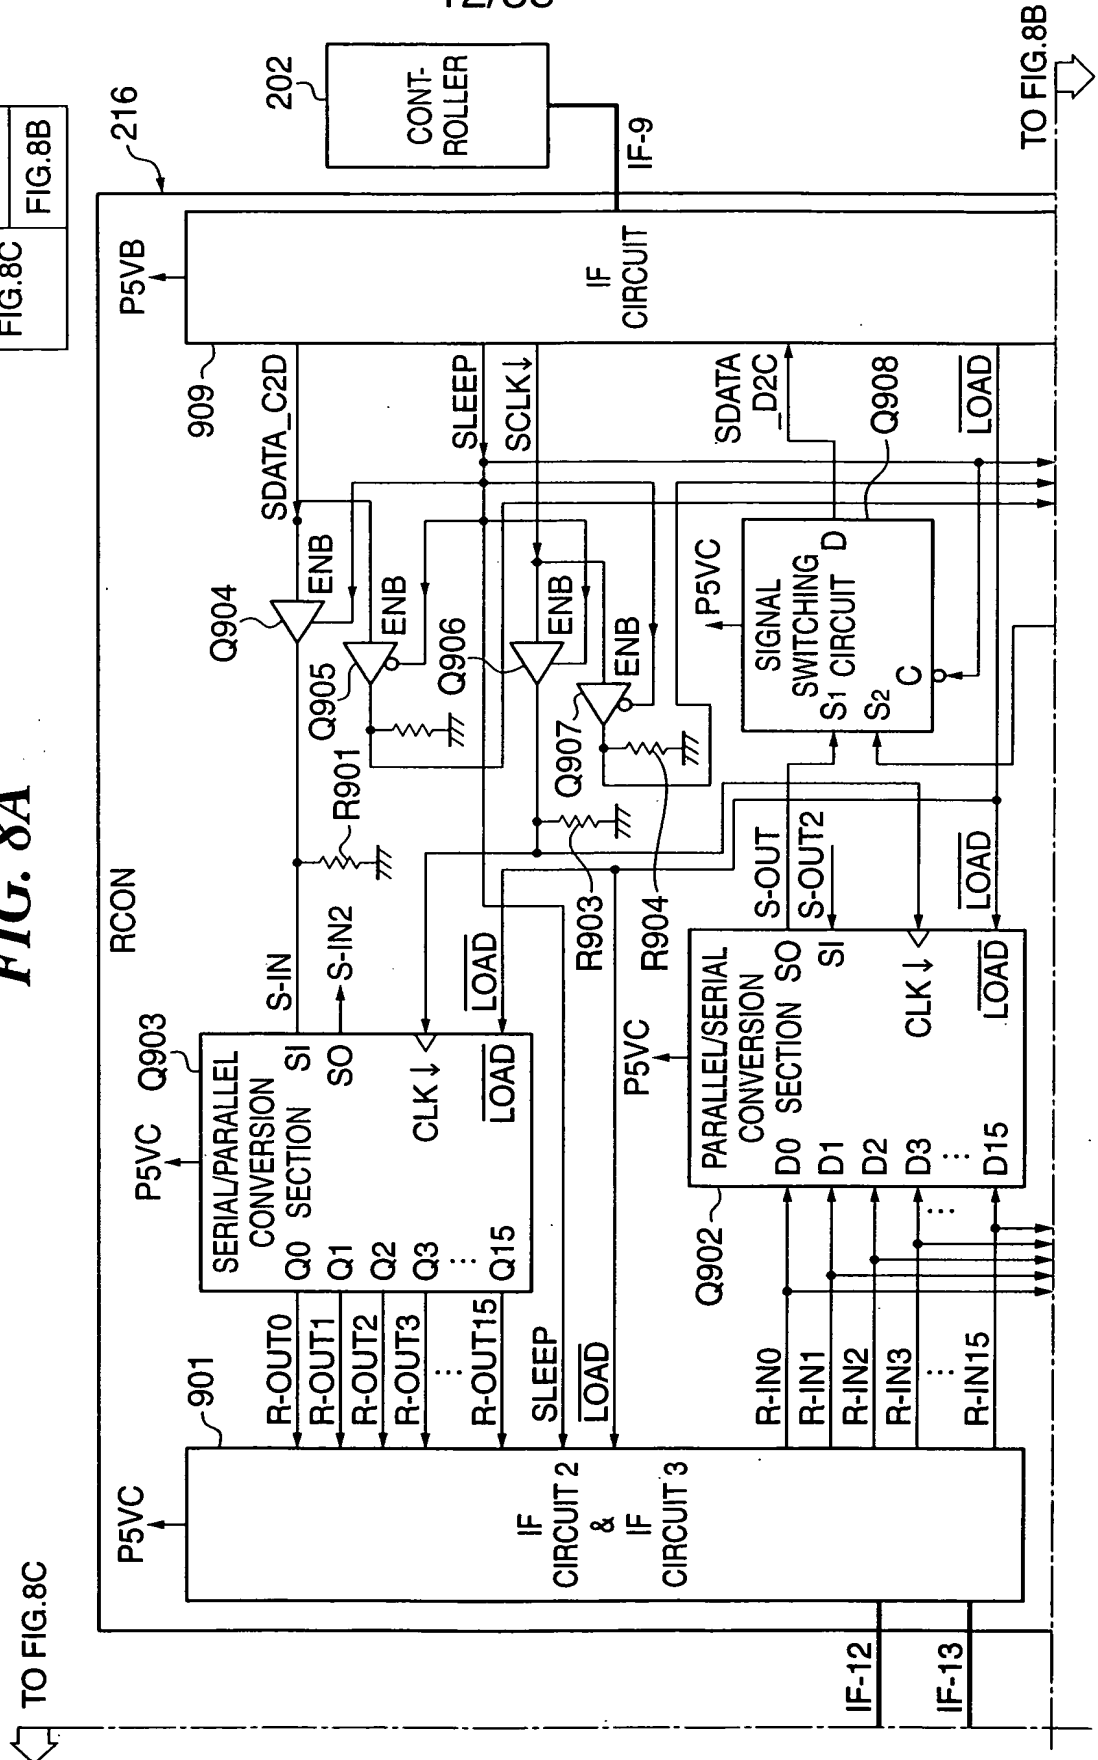 FIG. 8A
FIG.8C
FIG.8B
TO FIG.8C
TO FIG.8B
RCON
216
202
CONT-
ROLLER
IF-9
P5VB
IF
CIRCUIT
909
SDATA_C2D
SLEEP
SCLK↓
SDATA
_D2C
LOAD
Q904
ENB
Q905
ENB
Q906
ENB
Q907
ENB
R901
R903
R904
P5VC
SIGNAL
SWITCHING
CIRCUIT
D
S1
S2
C
Q908
P5VC
Q903
SERIAL/PARALLEL
CONVERSION
SECTION
SI
SO
CLK↓
LOAD
Q0
Q1
Q2
Q3
...
Q15
S-IN
S-IN2
LOAD
R-OUT0
R-OUT1
R-OUT2
R-OUT3
...
R-OUT15
SLEEP
LOAD
P5VC
Q902
PARALLEL/SERIAL
CONVERSION
SECTION
SO
SI
CLK↓
LOAD
D0
D1
D2
D3
...
D15
S-OUT
S-OUT2
LOAD
R-IN0
R-IN1
R-IN2
R-IN3
...
R-IN15
...
901
P5VC
IF
CIRCUIT 2
&
IF
CIRCUIT 3
IF-12
IF-13